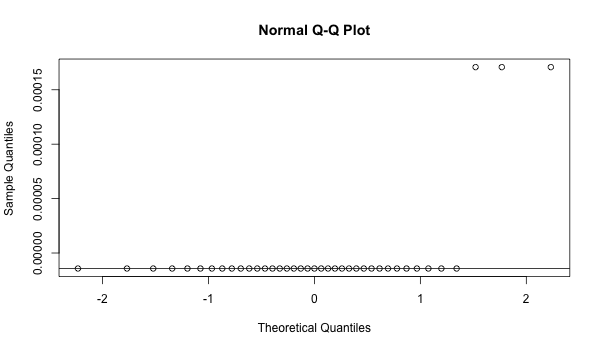 Normal Q-Q Plot
Sample Quantiles
0.00015
0.00010
0.00005
0.00000
-2 -1 0 1 2
Theoretical Quantiles